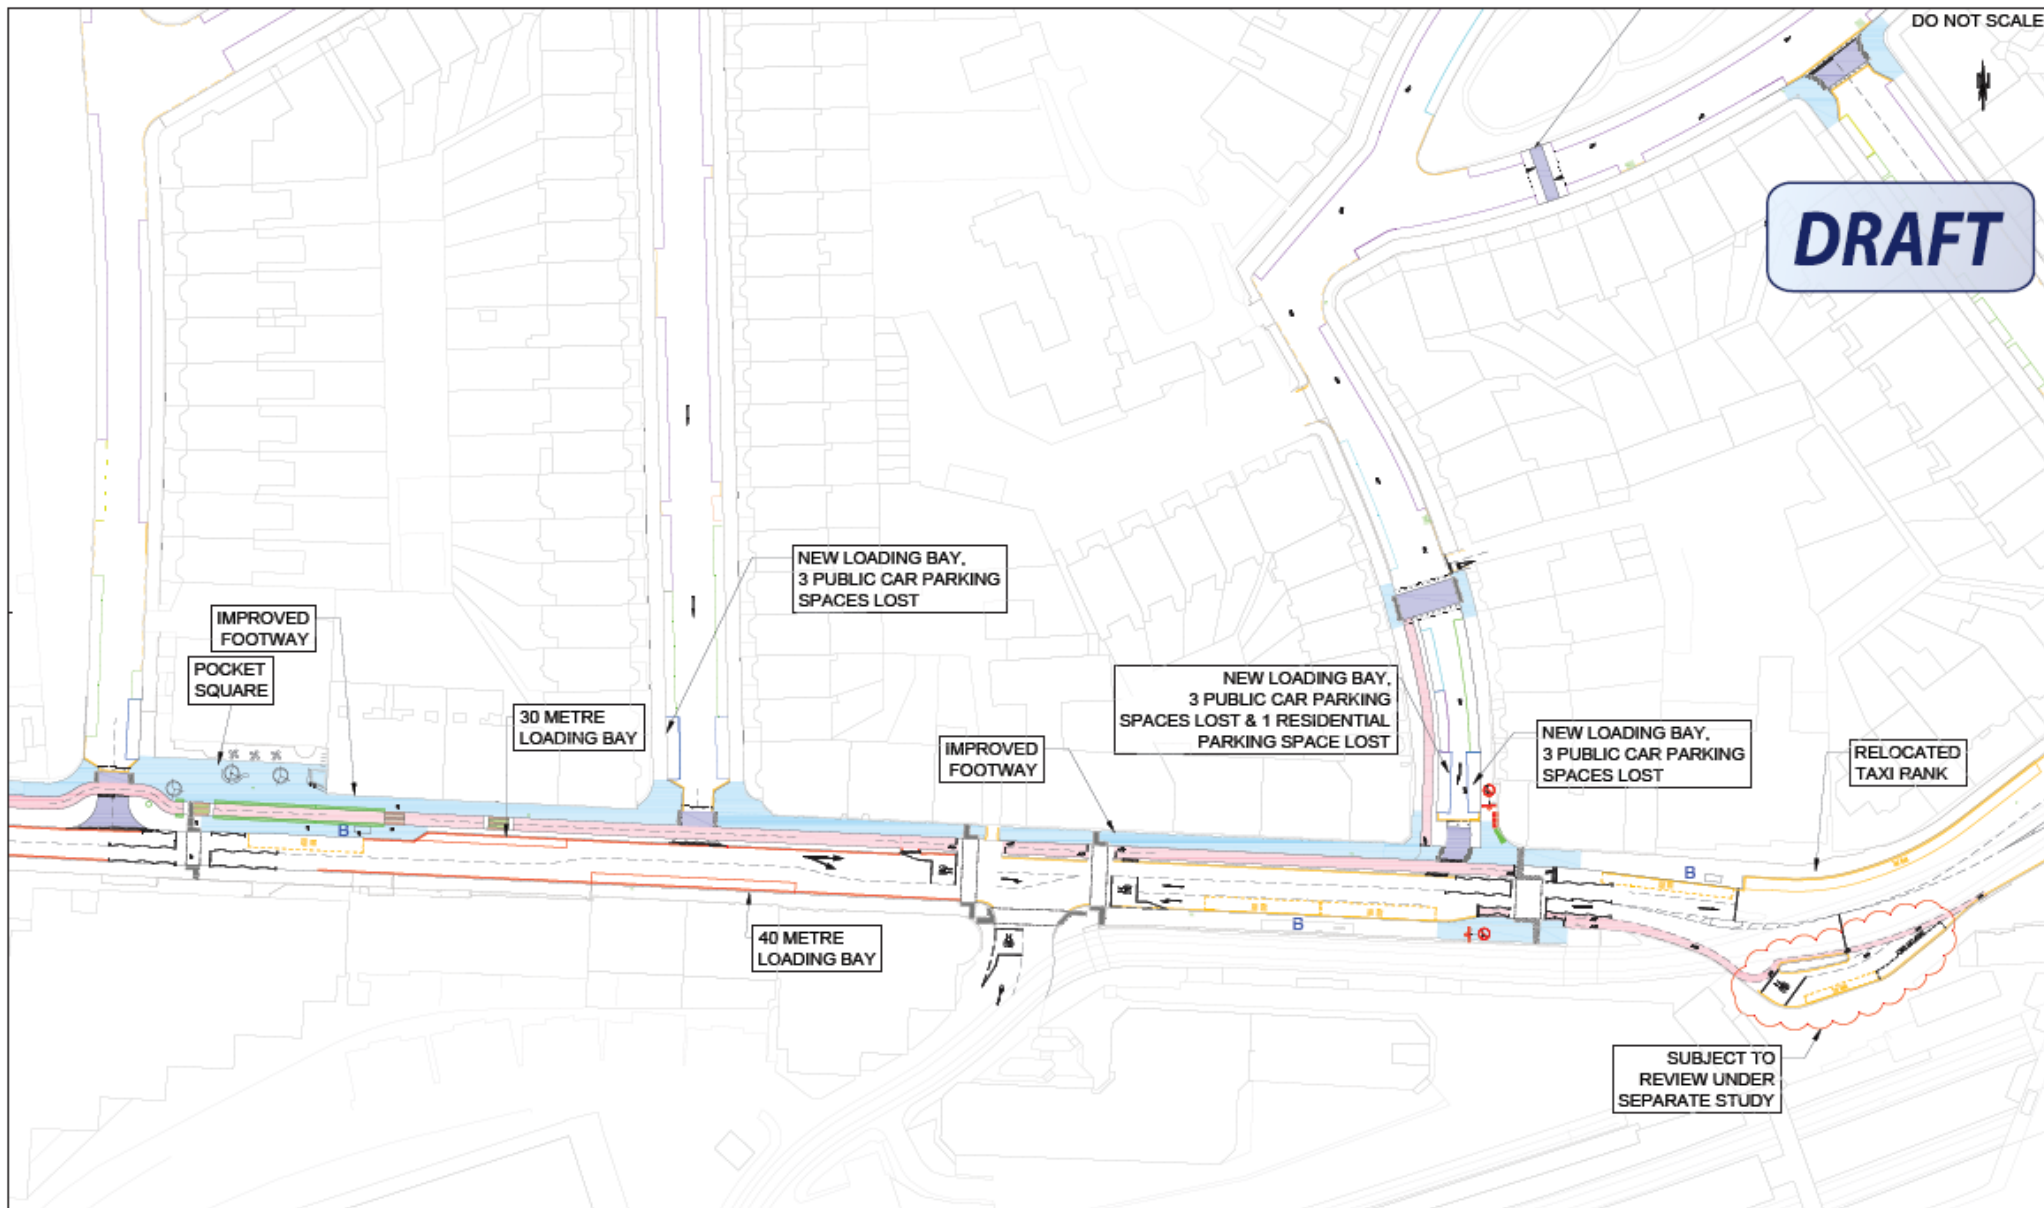 DO NOT SCALE
DRAFT
NEW LOADING BAY,
3 PUBLIC CAR PARKING
SPACES LOST
IMPROVED
FOOTWAY
POCKET
SQUARE
30 METRE
LOADING BAY
NEW LOADING BAY,
3 PUBLIC CAR PARKING
SPACES LOST & 1 RESIDENTIAL
PARKING SPACE LOST
NEW LOADING BAY,
3 PUBLIC CAR PARKING
SPACES LOST
IMPROVED
FOOTWAY
RELOCATED
TAXI RANK
B
B
B
40 METRE
LOADING BAY
SUBJECT TO
REVIEW UNDER
SEPARATE STUDY